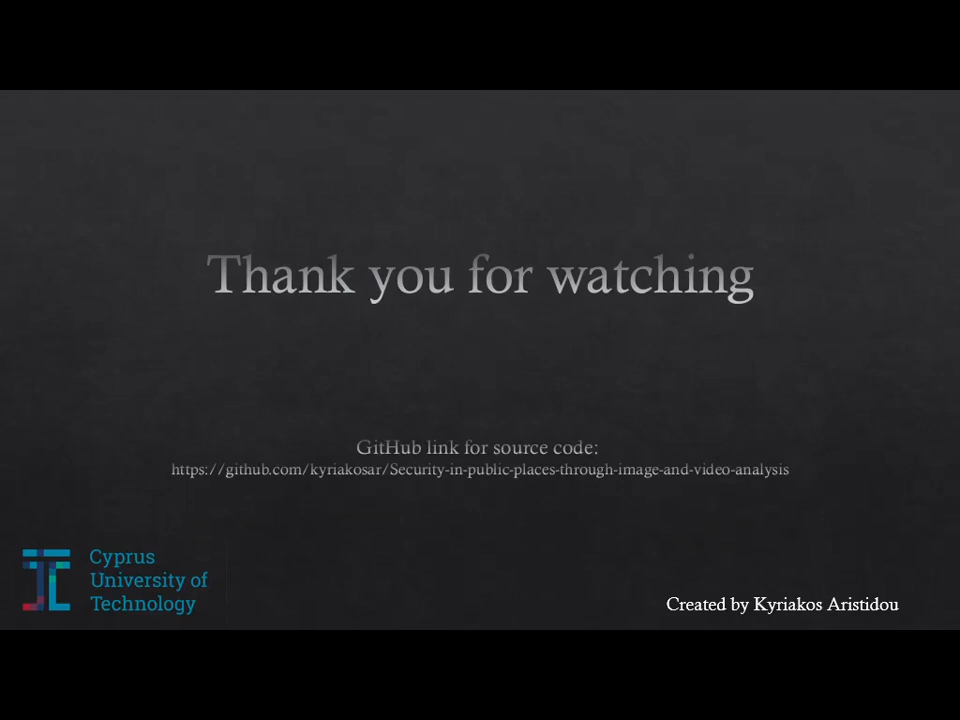 Thank you for watching
GitHub link for source code:
https://github.com/kyriakosar/Security-in-public-places-through-image-and-video-analysis
Cyprus
University of
Technology
Created by Kyriakos Aristidou